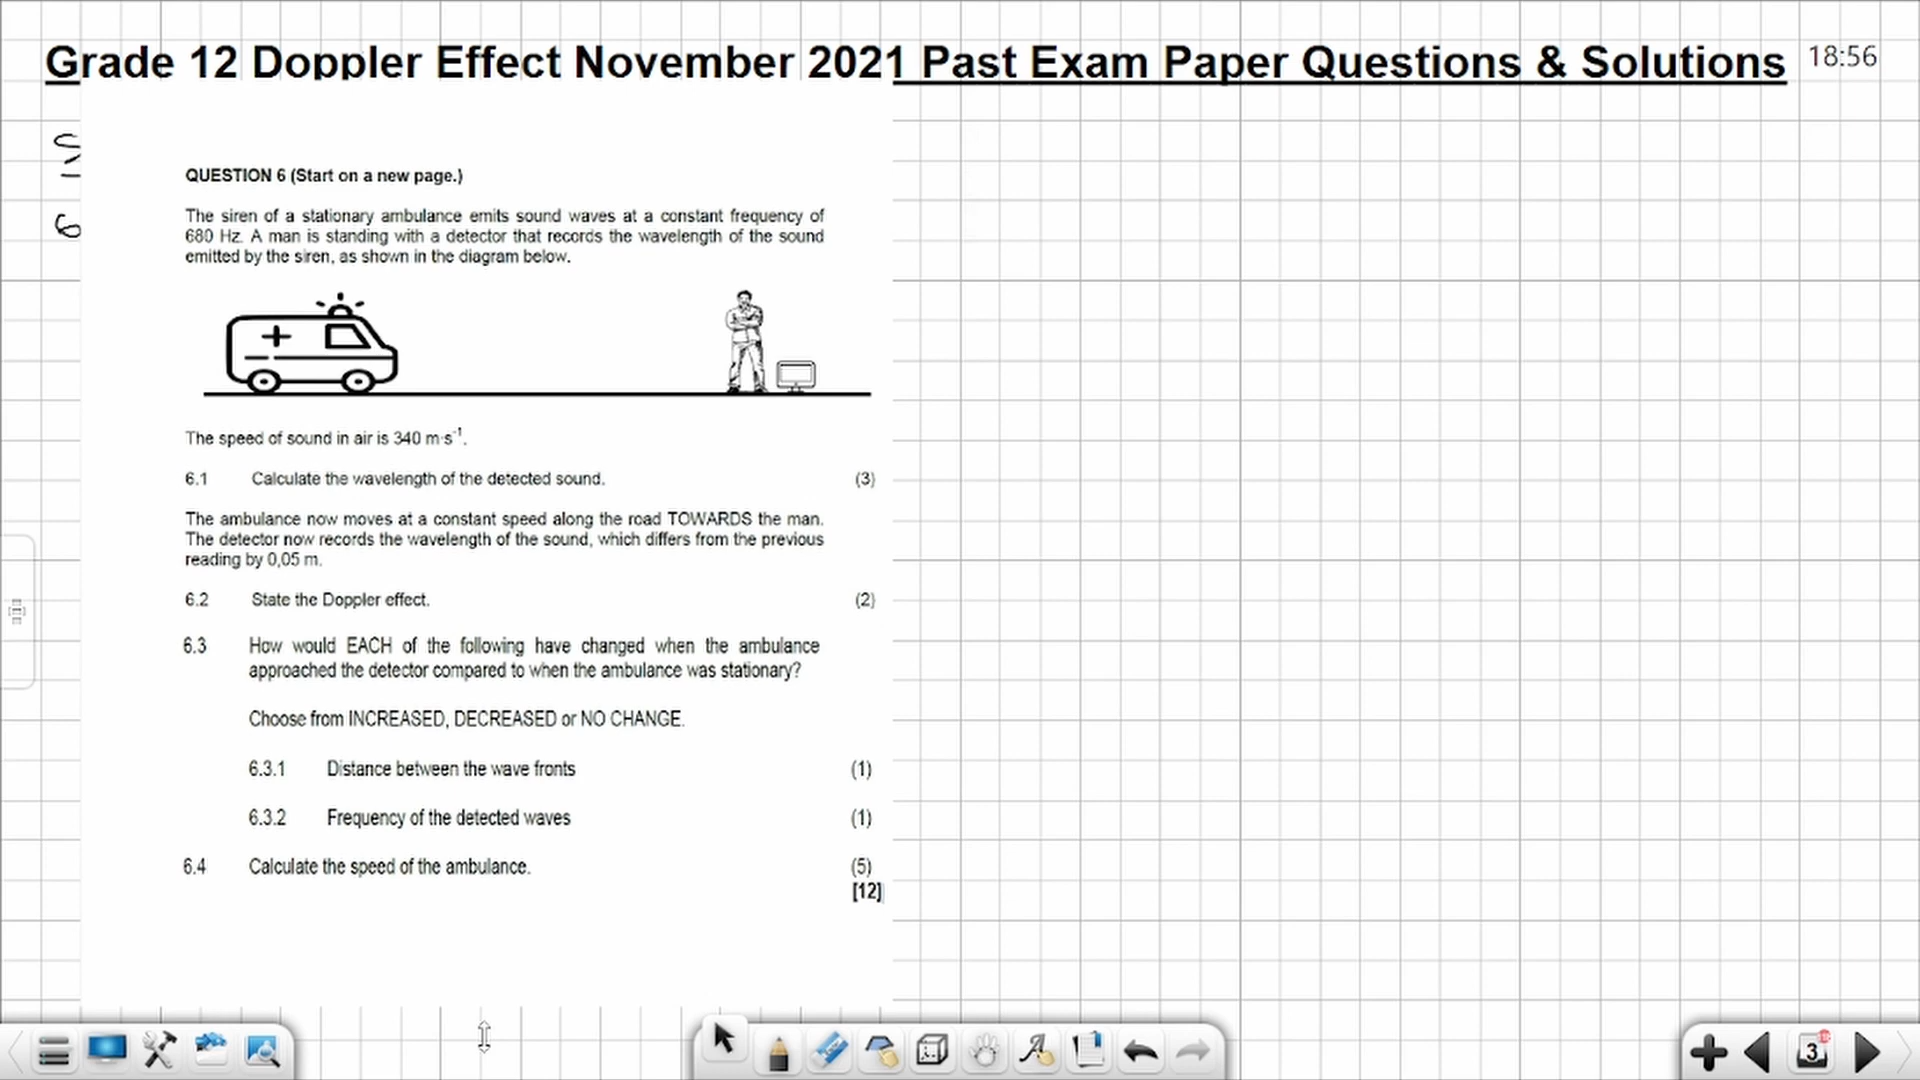 Grade 12 Doppler Effect November 2021 Past Exam Paper Questions & Solutions
18:56
QUESTION 6 (Start on a new page.)
The siren of a stationary ambulance emits sound waves at a constant frequency of
680 Hz. A man is standing with a detector that records the wavelength of the sound
emitted by the siren, as shown in the diagram below.
The speed of sound in air is 340 m·s⁻¹.
6.1 Calculate the wavelength of the detected sound. (3)
The ambulance now moves at a constant speed along the road TOWARDS the man.
The detector now records the wavelength of the sound, which differs from the previous
reading by 0,05 m.
6.2 State the Doppler effect. (2)
6.3 How would EACH of the following have changed when the ambulance
approached the detector compared to when the ambulance was stationary?
Choose from INCREASED, DECREASED or NO CHANGE.
6.3.1 Distance between the wave fronts (1)
6.3.2 Frequency of the detected waves (1)
6.4 Calculate the speed of the ambulance. (5)
[12]
3